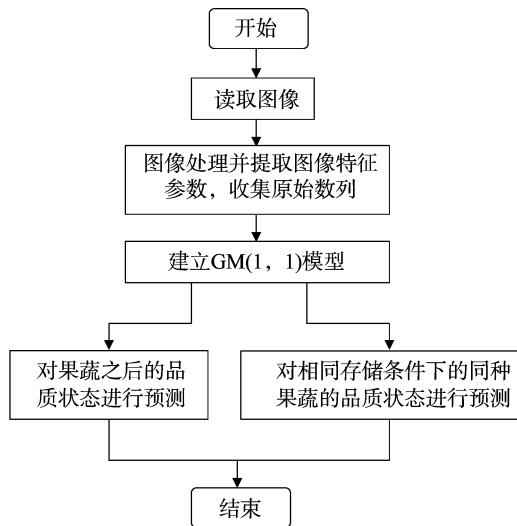 开始
读取图像
图像处理并提取图像特征
参数，收集原始数列
建立GM(1，1)模型
对果蔬之后的品
质状态进行预测
对相同存储条件下的同种
果蔬的品质状态进行预测
结束